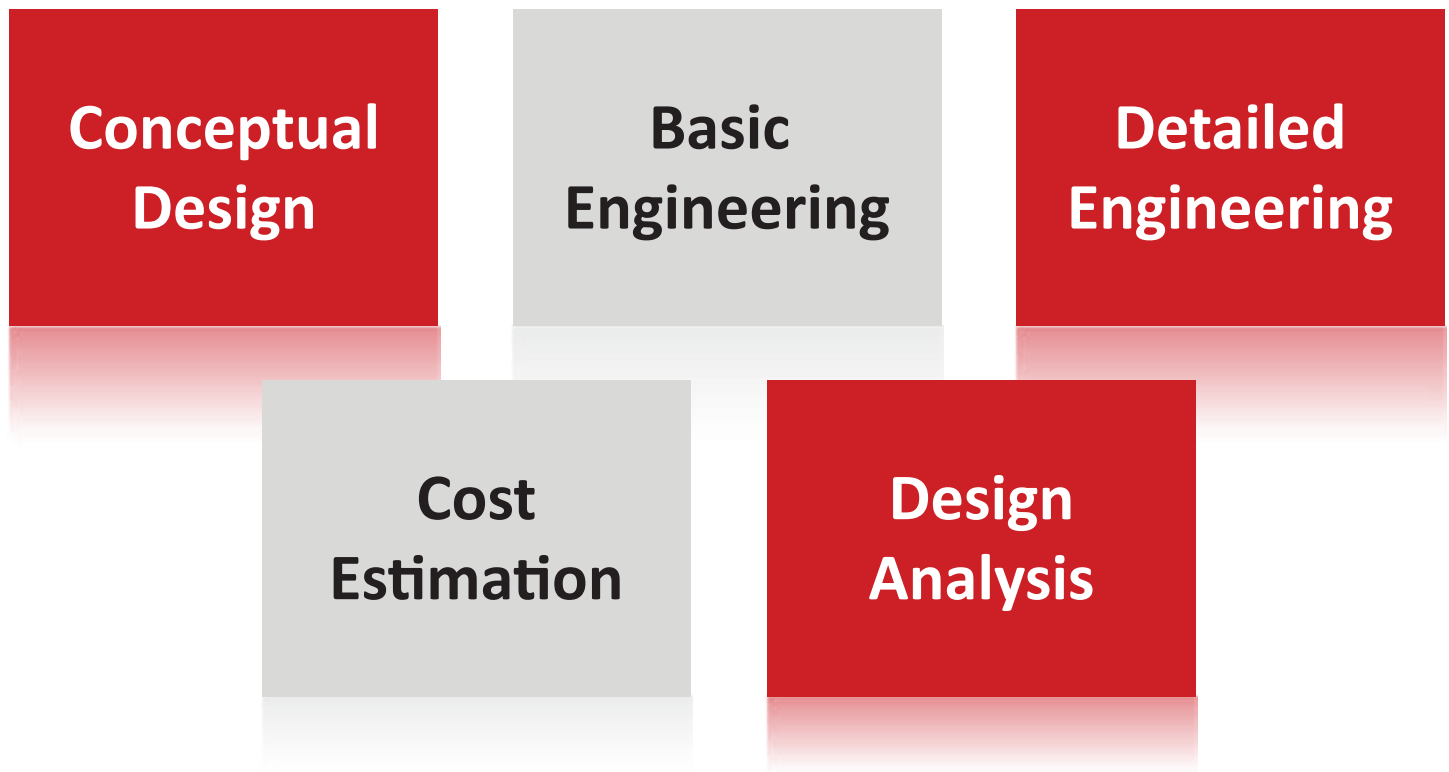 Conceptual
Design
Basic
Engineering
Detailed
Engineering
Cost
Estimation
Design
Analysis